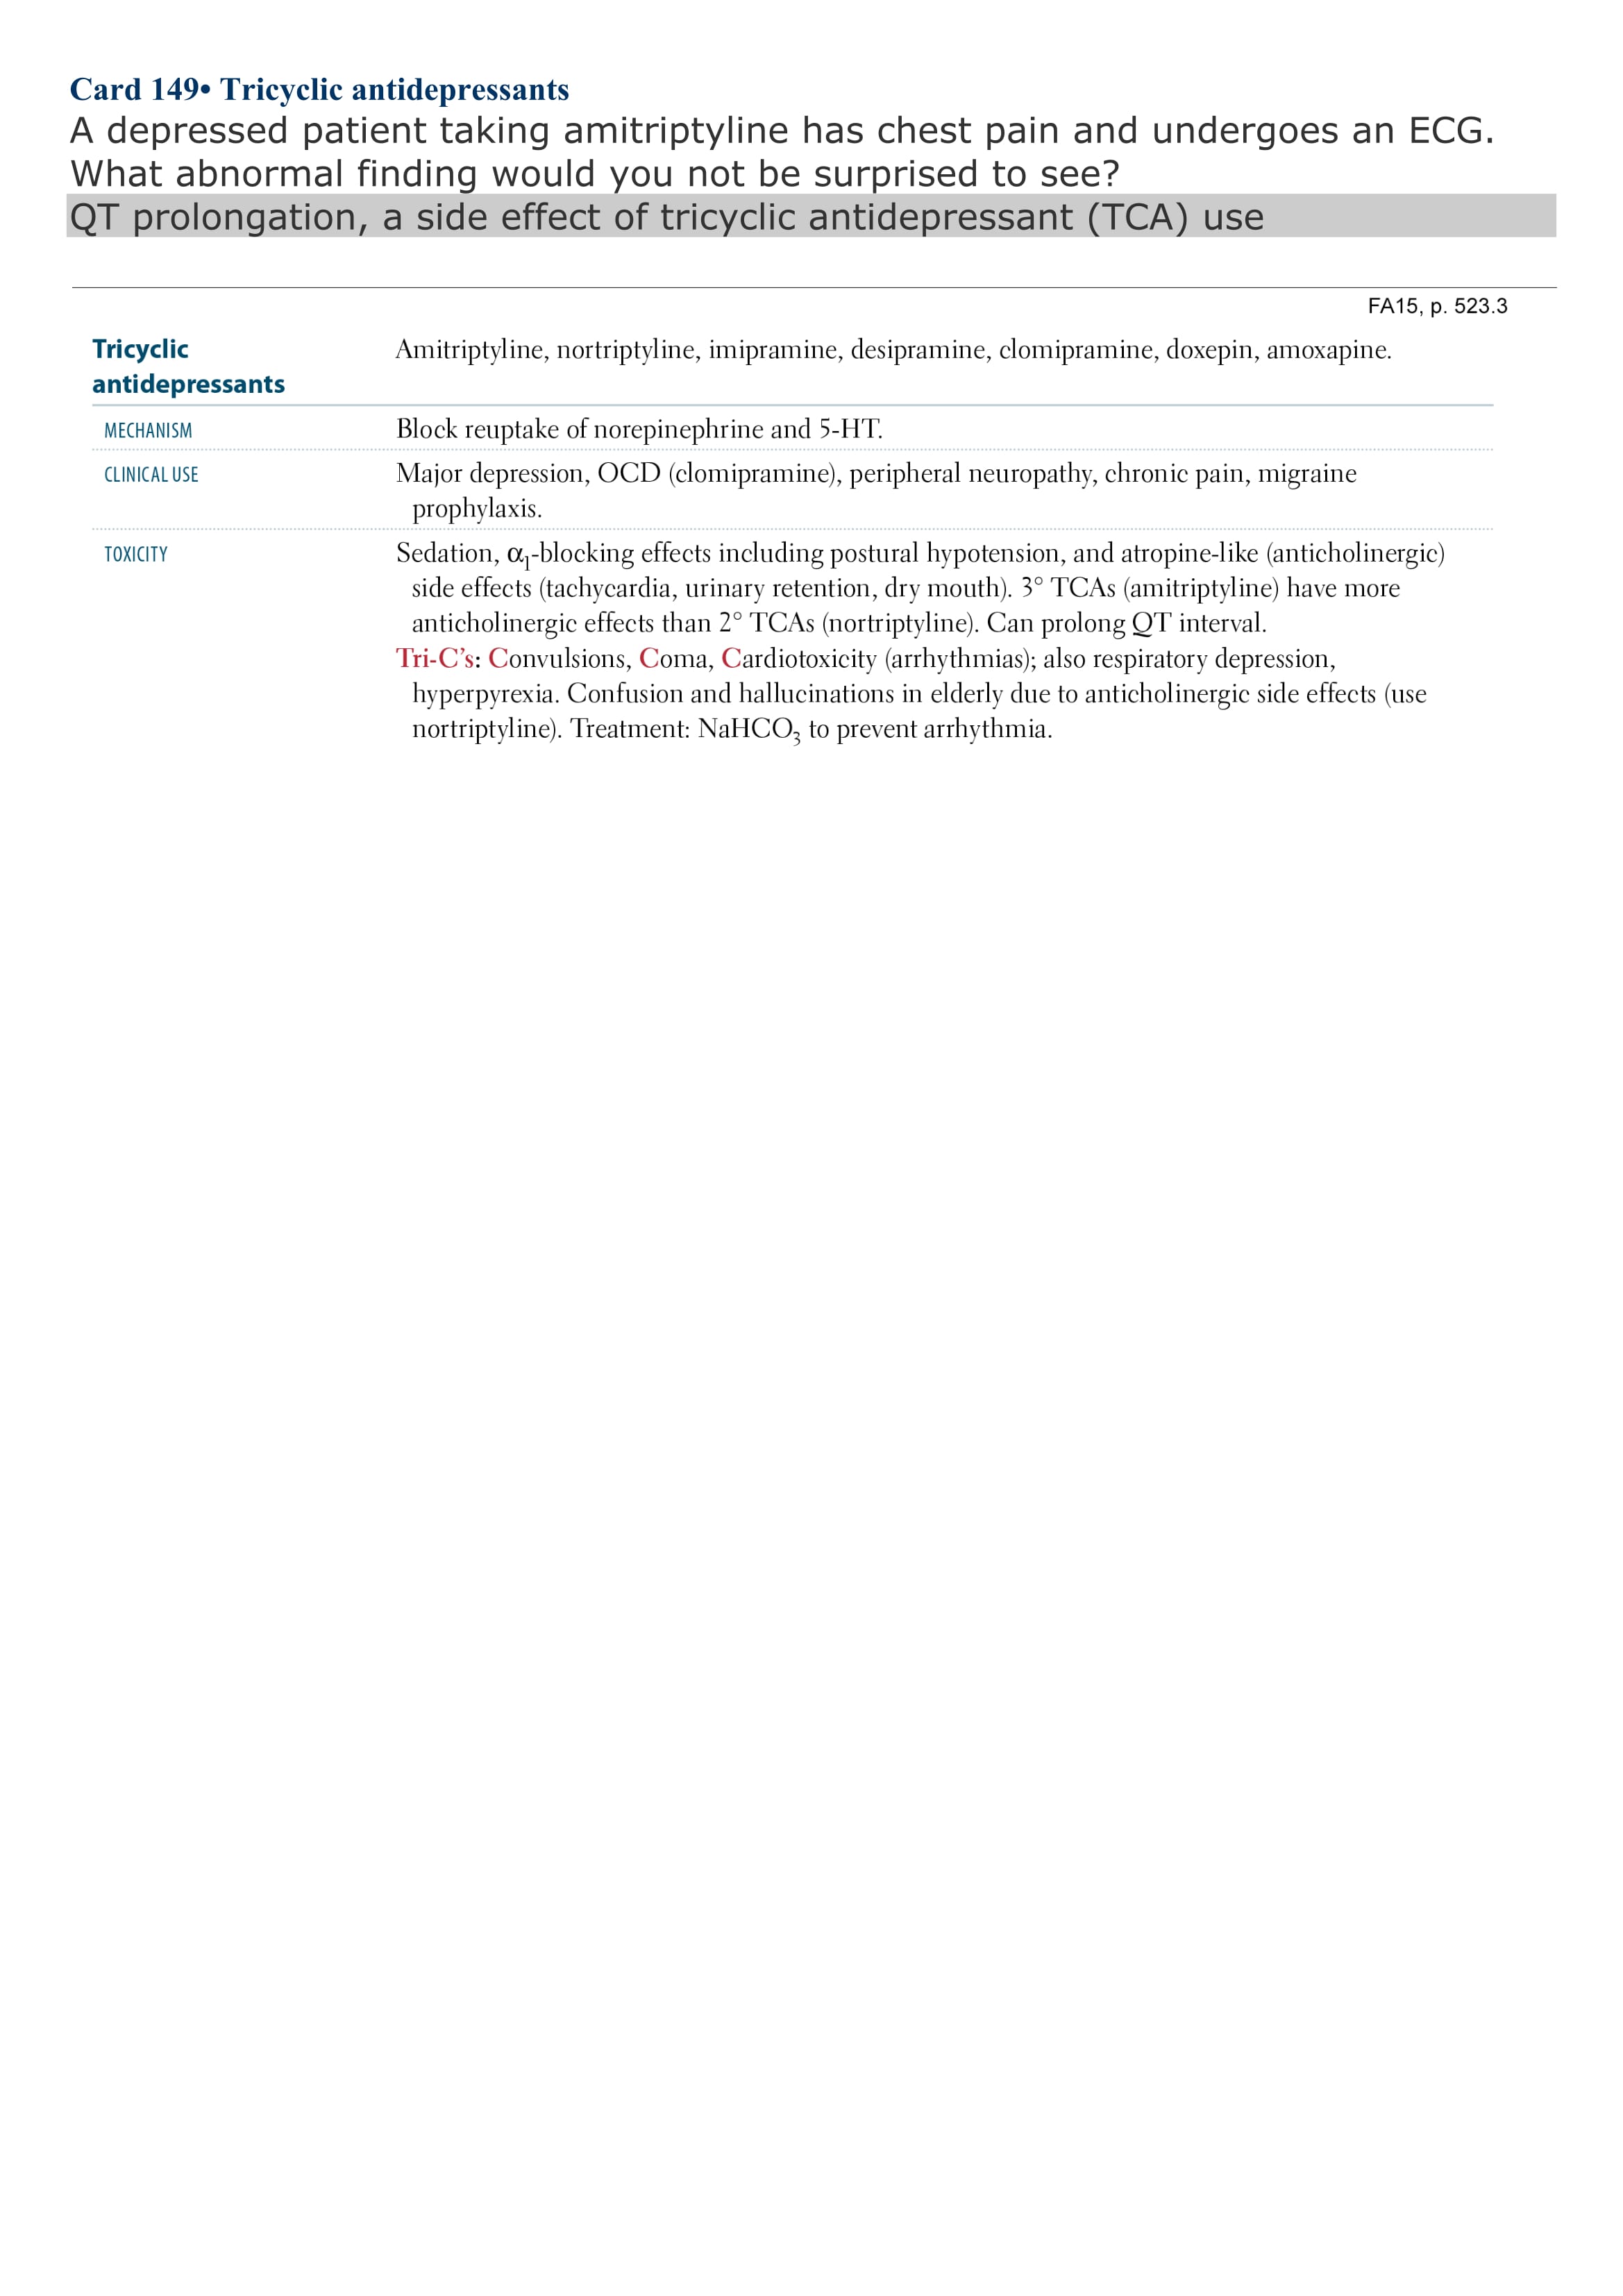 Card 149• Tricyclic antidepressants
A depressed patient taking amitriptyline has chest pain and undergoes an ECG.
What abnormal finding would you not be surprised to see?
QT prolongation, a side effect of tricyclic antidepressant (TCA) use
FA15, p. 523.3
Tricyclic
antidepressants
Amitriptyline, nortriptyline, imipramine, desipramine, clomipramine, doxepin, amoxapine.
MECHANISM
Block reuptake of norepinephrine and 5-HT.
CLINICAL USE
Major depression, OCD (clomipramine), peripheral neuropathy, chronic pain, migraine
prophylaxis.
TOXICITY
Sedation, α₁-blocking effects including postural hypotension, and atropine-like (anticholinergic)
side effects (tachycardia, urinary retention, dry mouth). 3° TCAs (amitriptyline) have more
anticholinergic effects than 2° TCAs (nortriptyline). Can prolong QT interval.
Tri-C's: Convulsions, Coma, Cardiotoxicity (arrhythmias); also respiratory depression,
hyperpyrexia. Confusion and hallucinations in elderly due to anticholinergic side effects (use
nortriptyline). Treatment: NaHCO₃ to prevent arrhythmia.